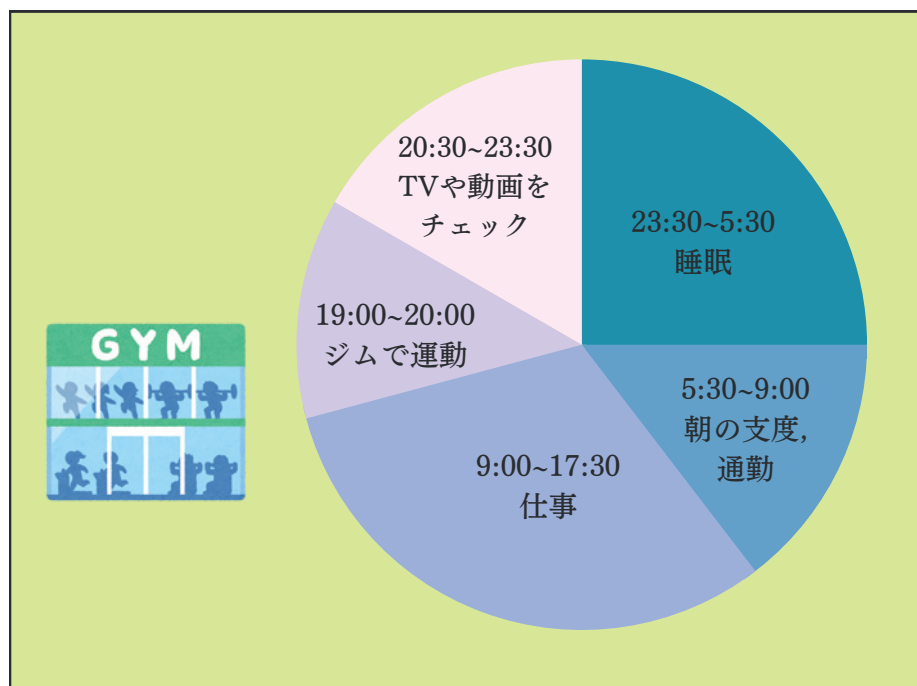 GYM
20:30~23:30
TVや動画を
チェック
23:30~5:30
睡眠
19:00~20:00
ジムで運動
5:30~9:00
朝の支度,
通勤
9:00~17:30
仕事